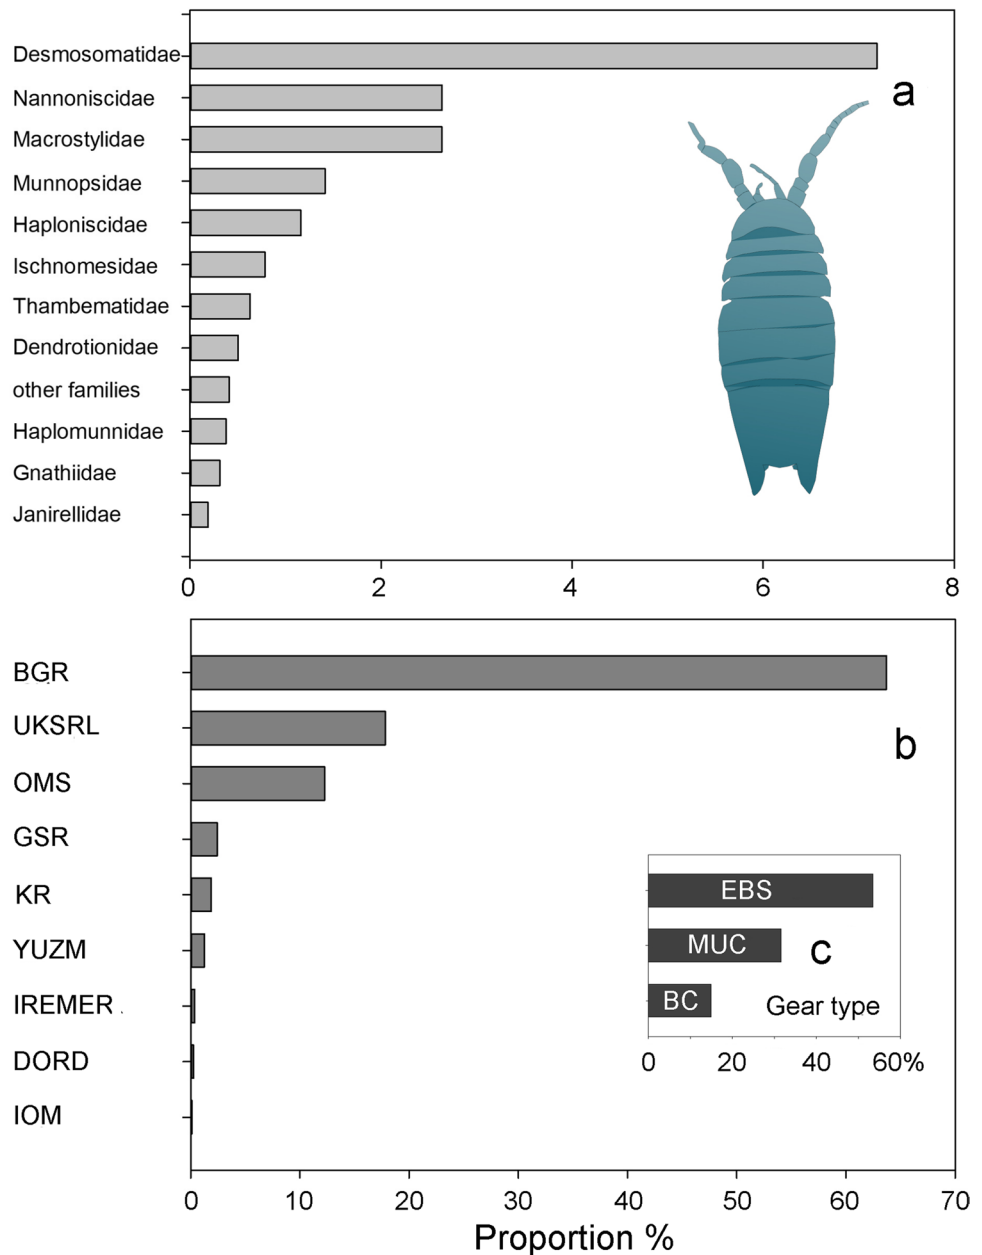 Desmosomatidae
a
Nannoniscidae
Macrostylidae
Munnopsidae
Haploniscidae
Ischnomesidae
Thambematidae
Dendrotionidae
other families
Haplomunnidae
Gnathiidae
Janirellidae
0 2 4 6 8
BGR
UKSRL
b
OMS
GSR
KR
YUZM
IREMER .
DORD
IOM
EBS
MUC
c
BC
Gear type
0 20 40 60%
0 10 20 30 40 50 60 70
Proportion %